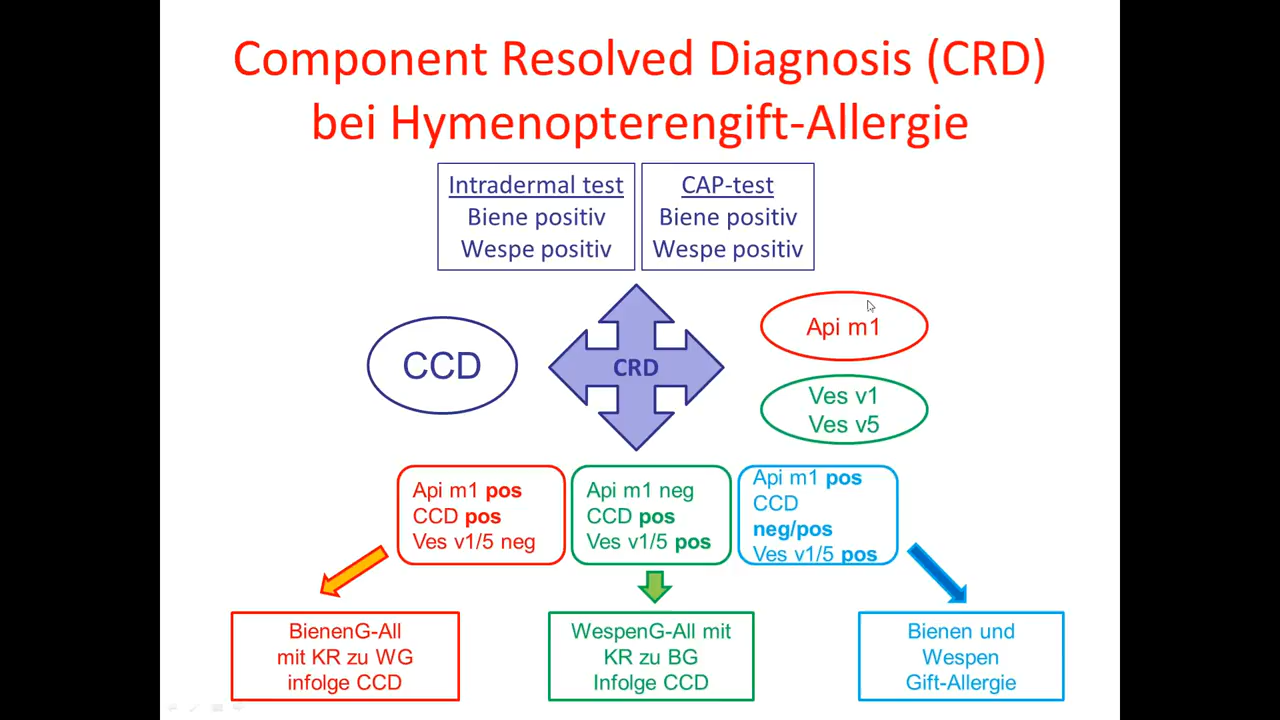 Component Resolved Diagnosis (CRD)
bei Hymenopterengift-Allergie
Intradermal test
Biene positiv
Wespe positiv
CAP-test
Biene positiv
Wespe positiv
CCD
CRD
Api m1
Ves v1
Ves v5
Api m1 pos
CCD pos
Ves v1/5 neg
Api m1 neg
CCD pos
Ves v1/5 pos
Api m1 pos
CCD
neg/pos
Ves v1/5 pos
BienenG-All
mit KR zu WG
infolge CCD
WespenG-All mit
KR zu BG
Infolge CCD
Bienen und
Wespen
Gift-Allergie